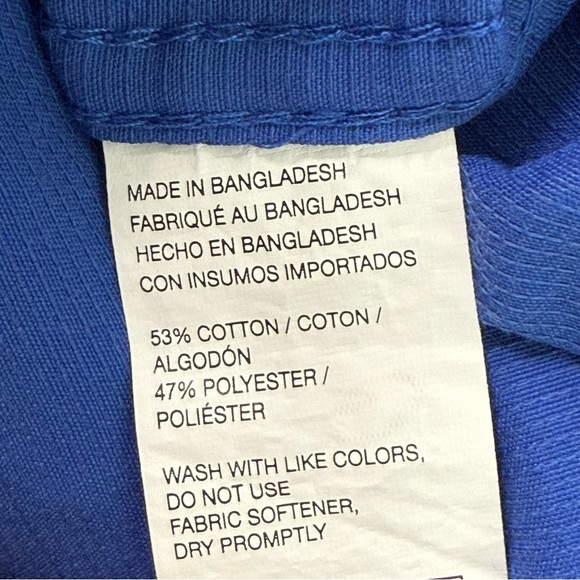 MADE IN BANGLADESH
FABRIQUÉ AU BANGLADESH
HECHO EN BANGLADESH
CON INSUMOS IMPORTADOS
53% COTTON / COTON /
ALGODÓN
47% POLYESTER /
POLIÉSTER
WASH WITH LIKE COLORS,
DO NOT USE
FABRIC SOFTENER,
DRY PROMPTLY